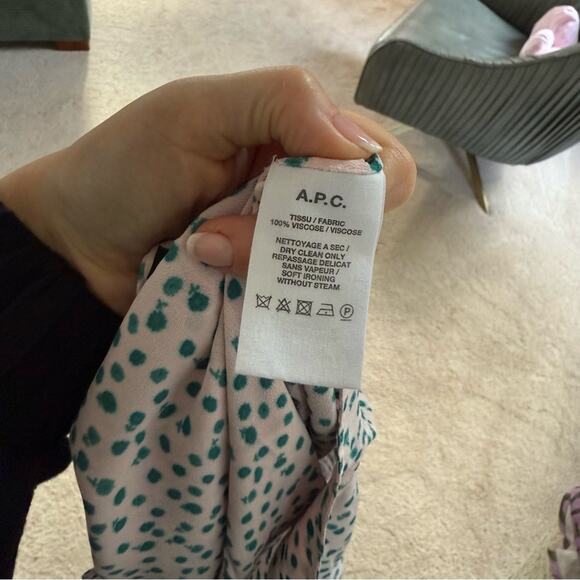 A.P.C.
TISSU / FABRIC
100% VISCOSE / VISCOSE
NETTOYAGE A SEC /
DRY CLEAN ONLY
REPASSAGE DELICAT
SANS VAPEUR /
SOFT IRONING
WITHOUT STEAM
P